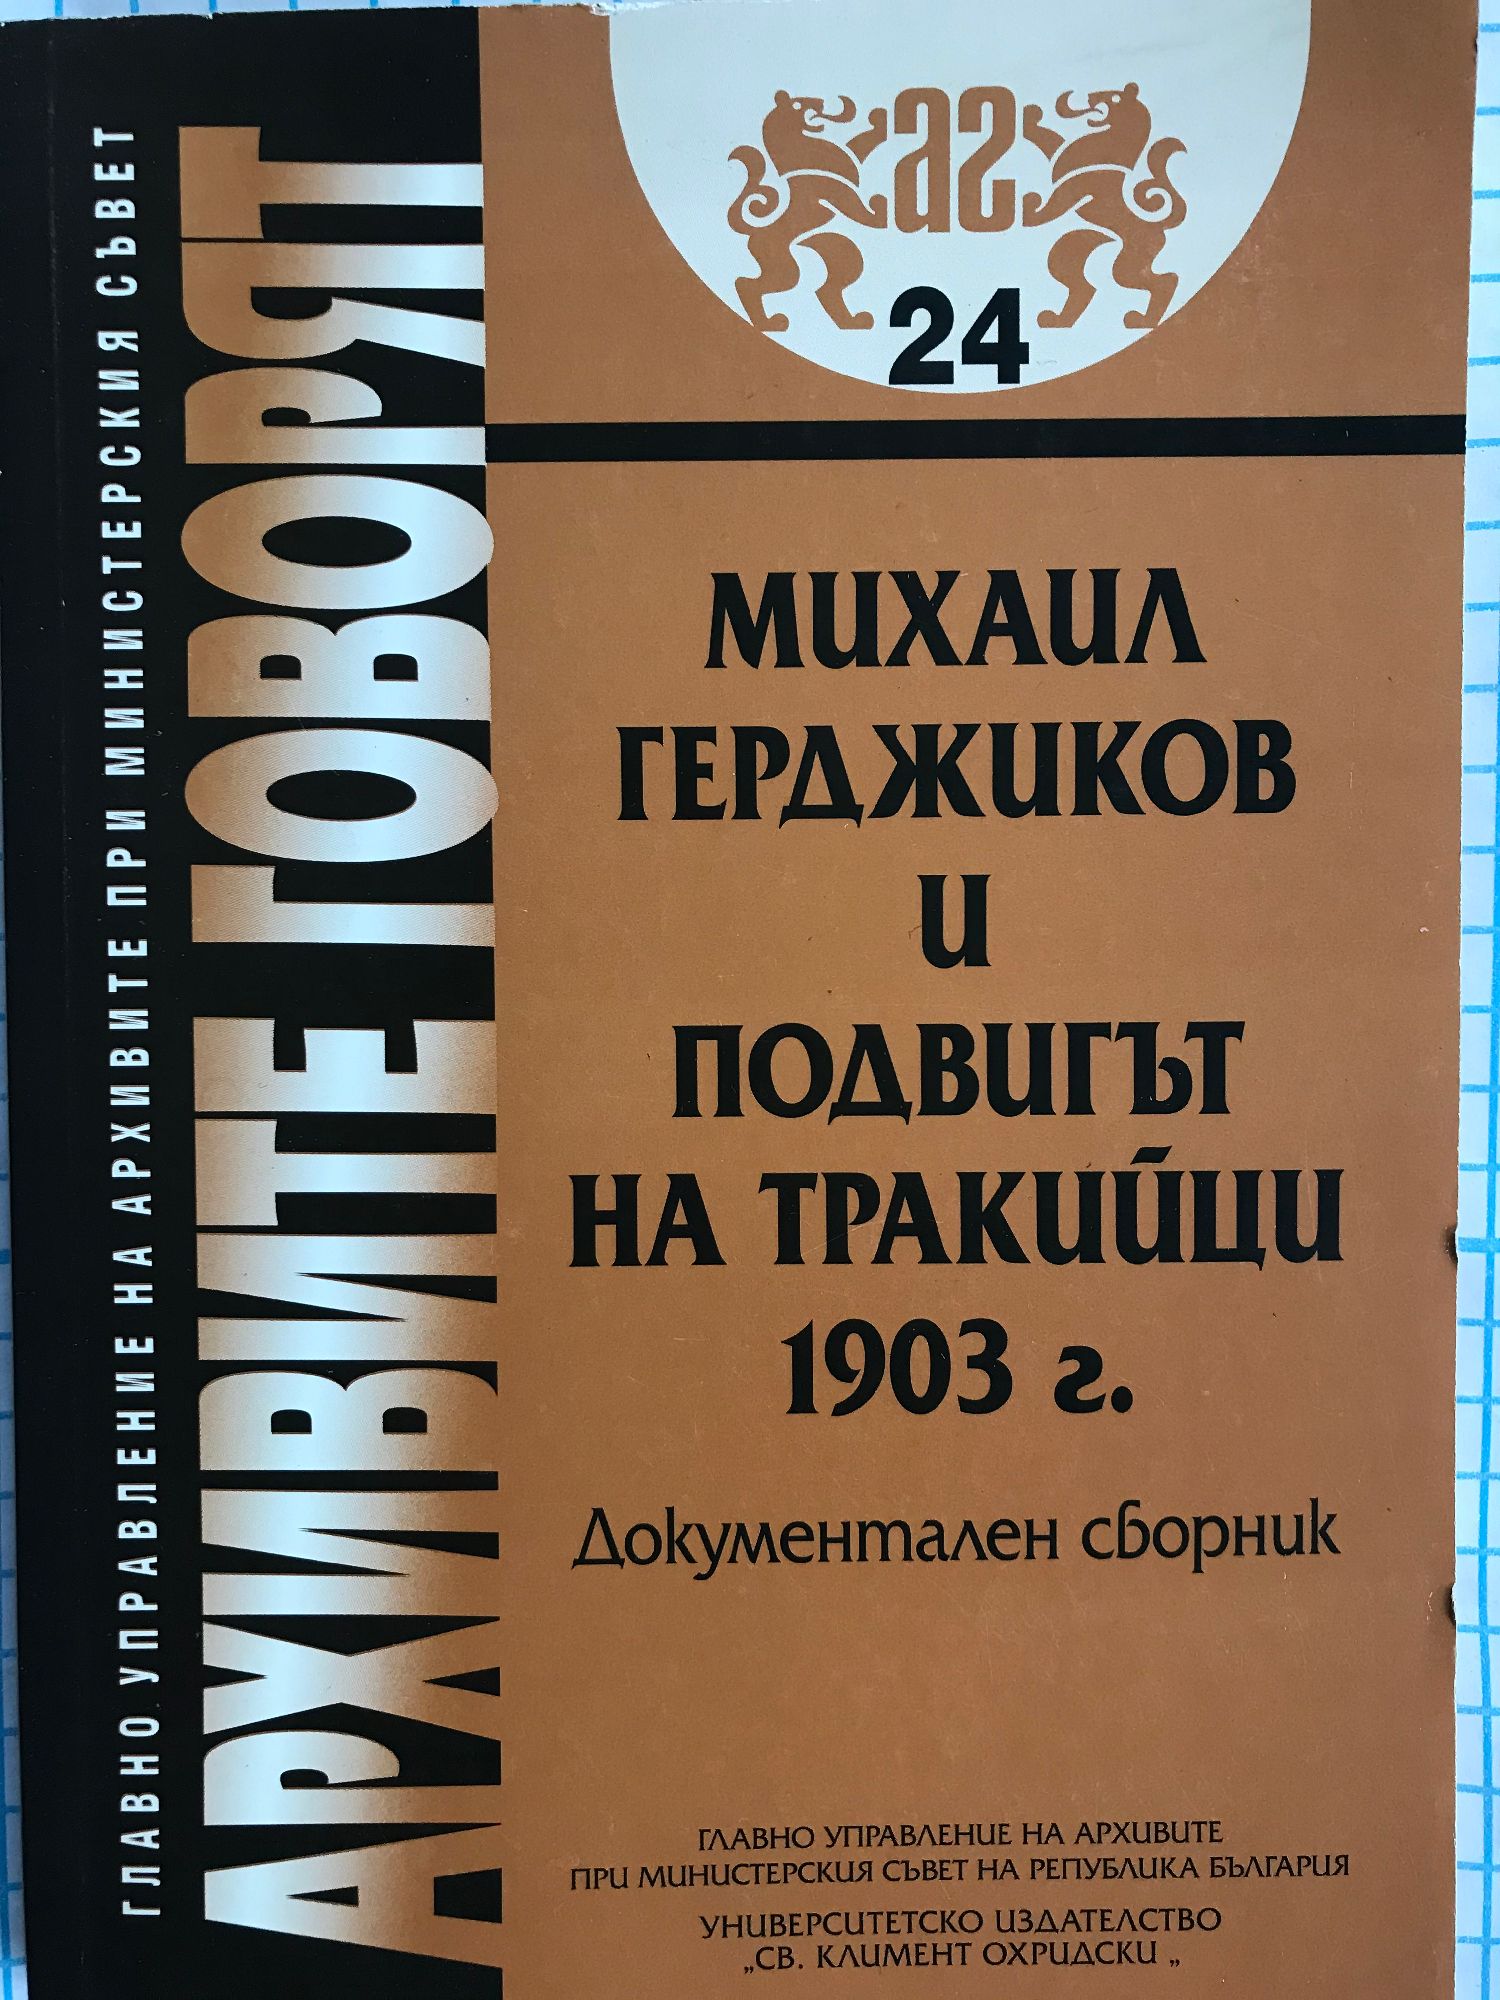 ГЛАВНО УПРАВЛЕНИЕ НА АРХИВИТЕ ПРИ МИНИСТЕРСКИЯ СЪВЕТ
АРХИВИТЕ ГОВОРЯТ
аг
24
МИХАИЛ
ГЕРДЖИКОВ
И
ПОДВИГЪТ
НА ТРАКИЙЦИ
1903 г.
Документален сборник
ГЛАВНО УПРАВЛЕНИЕ НА АРХИВИТЕ
ПРИ МИНИСТЕРСКИЯ СЪВЕТ НА РЕПУБЛИКА БЪЛГАРИЯ
УНИВЕРСИТЕТСКО ИЗДАТЕЛСТВО
„СВ. КЛИМЕНТ ОХРИДСКИ „